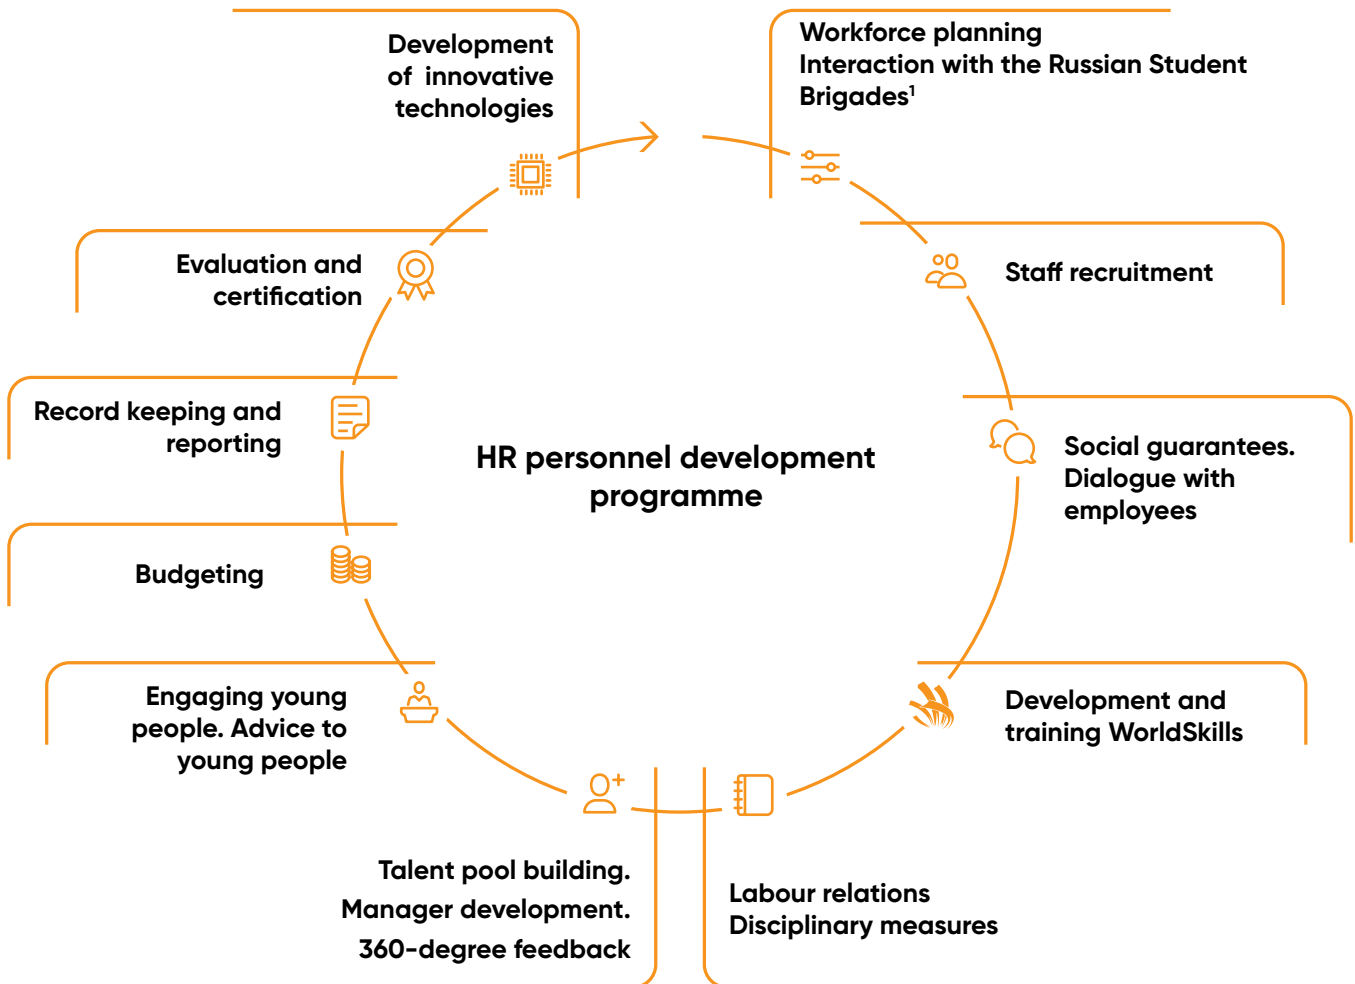 Development
of innovative
technologies
Workforce planning
Interaction with the Russian Student
Brigades¹
Evaluation and
certification
Staff recruitment
Record keeping and
reporting
HR personnel development
programme
Social guarantees.
Dialogue with
employees
Budgeting
Engaging young
people. Advice to
young people
Development and
training WorldSkills
Talent pool building.
Manager development.
360-degree feedback
Labour relations
Disciplinary measures